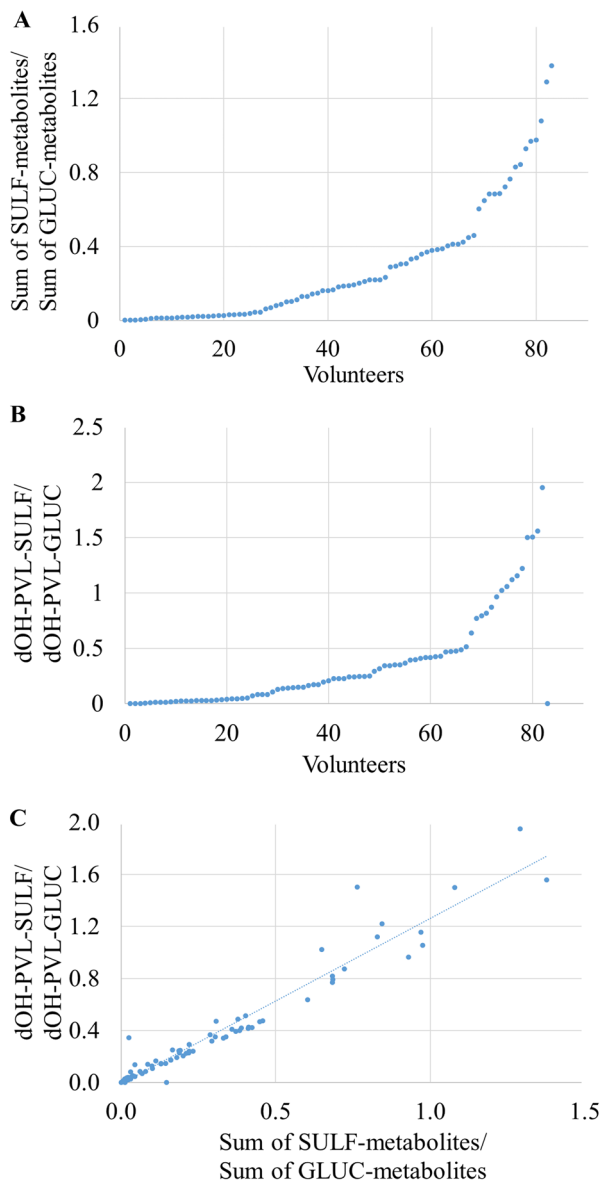 A
Sum of SULF-metabolites/
Sum of GLUC-metabolites
1.6
1.2
0.8
0.4
0
0 20 40 60 80
Volunteers
B
dOH-PVL-SULF/
dOH-PVL-GLUC
2.5
2
1.5
1
0.5
0
0 20 40 60 80
Volunteers
C
dOH-PVL-SULF/
dOH-PVL-GLUC
2.0
1.6
1.2
0.8
0.4
0.0
0.0 0.5 1.0 1.5
Sum of SULF-metabolites/
Sum of GLUC-metabolites